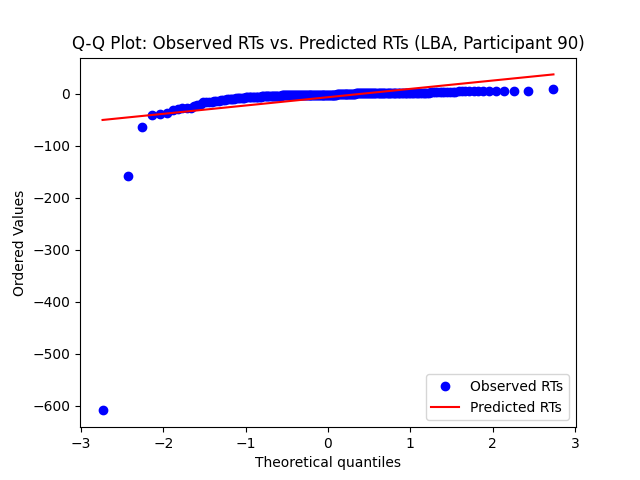 Q-Q Plot: Observed RTs vs. Predicted RTs (LBA, Participant 90)
0
−100
−200
−300
−400
−500
−600
Ordered Values
−3
−2
−1
0
1
2
3
Theoretical quantiles
Observed RTs
Predicted RTs